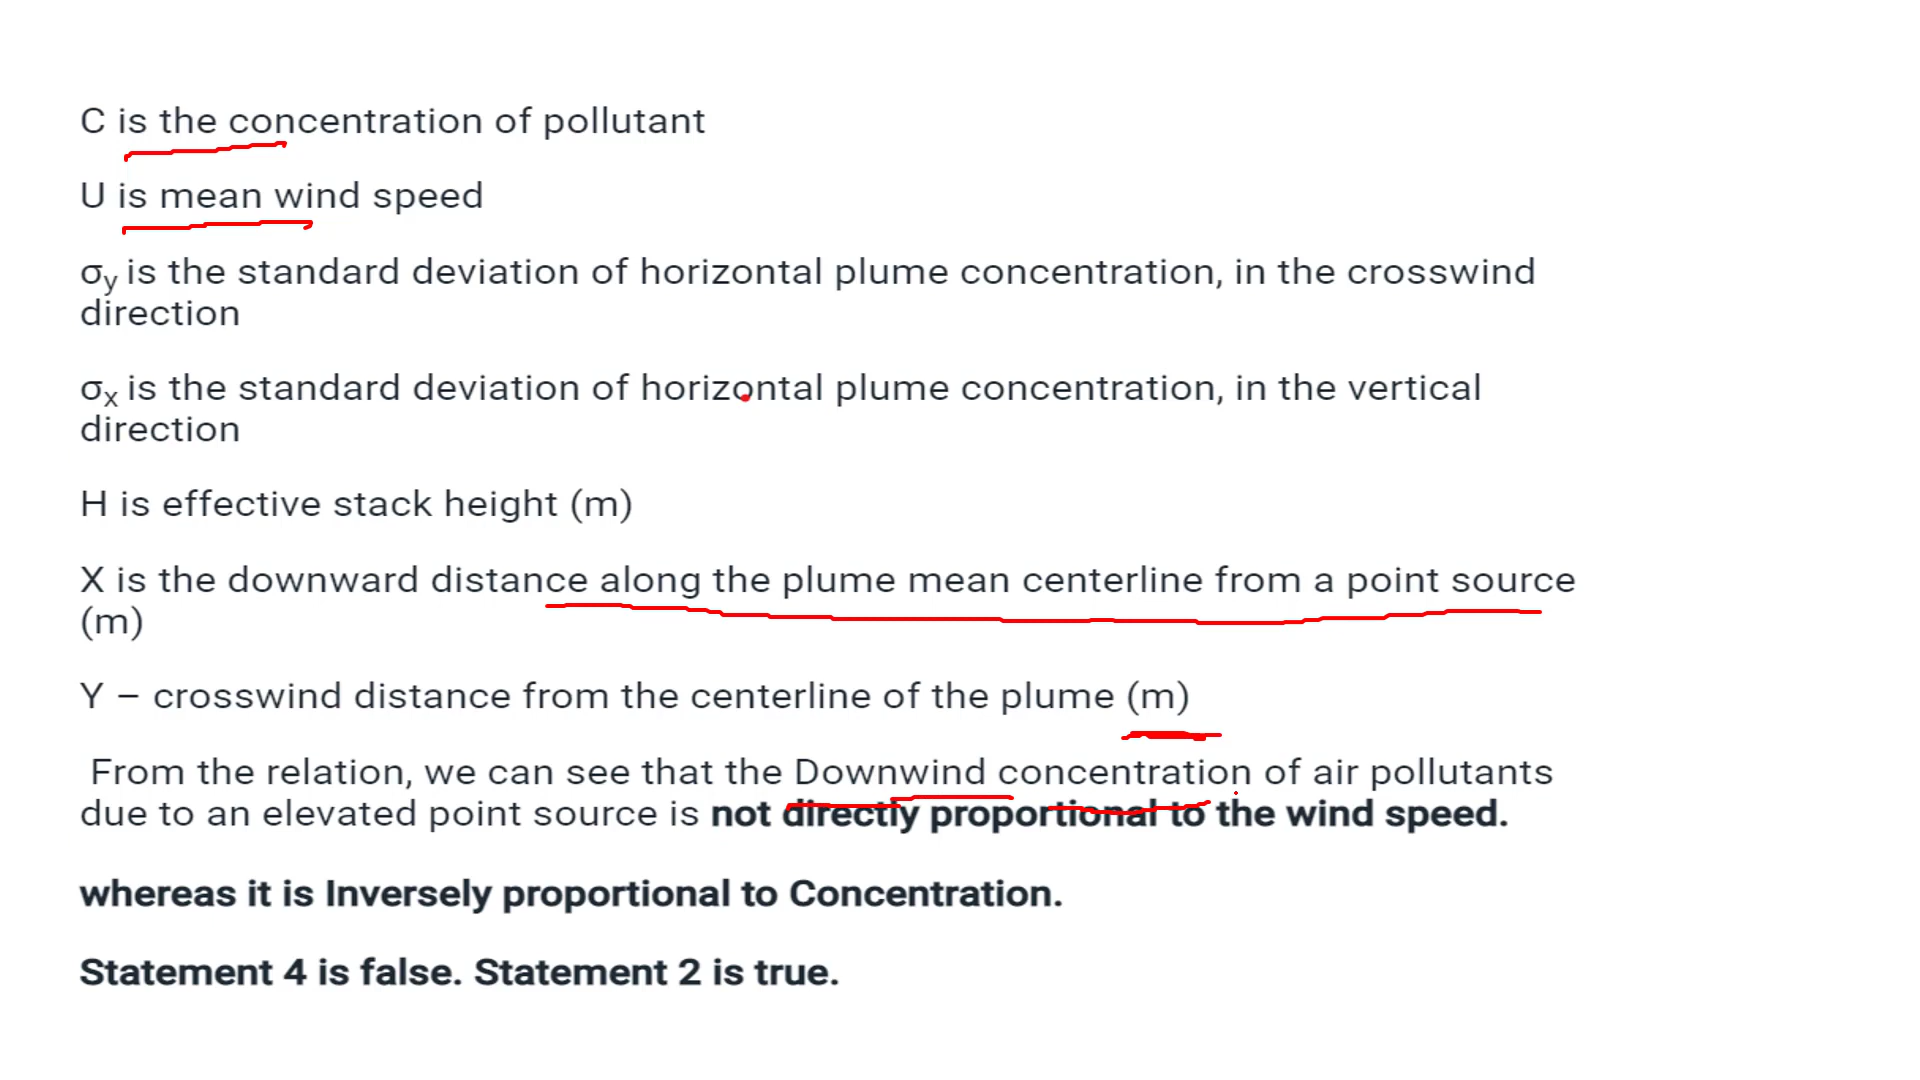 C is the concentration of pollutant
U is mean wind speed
σy is the standard deviation of horizontal plume concentration, in the crosswind
direction
σx is the standard deviation of horizontal plume concentration, in the vertical
direction
H is effective stack height (m)
X is the downward distance along the plume mean centerline from a point source
(m)
Y – crosswind distance from the centerline of the plume (m)
From the relation, we can see that the Downwind concentration of air pollutants
due to an elevated point source is not directly proportional to the wind speed.
whereas it is Inversely proportional to Concentration.
Statement 4 is false. Statement 2 is true.